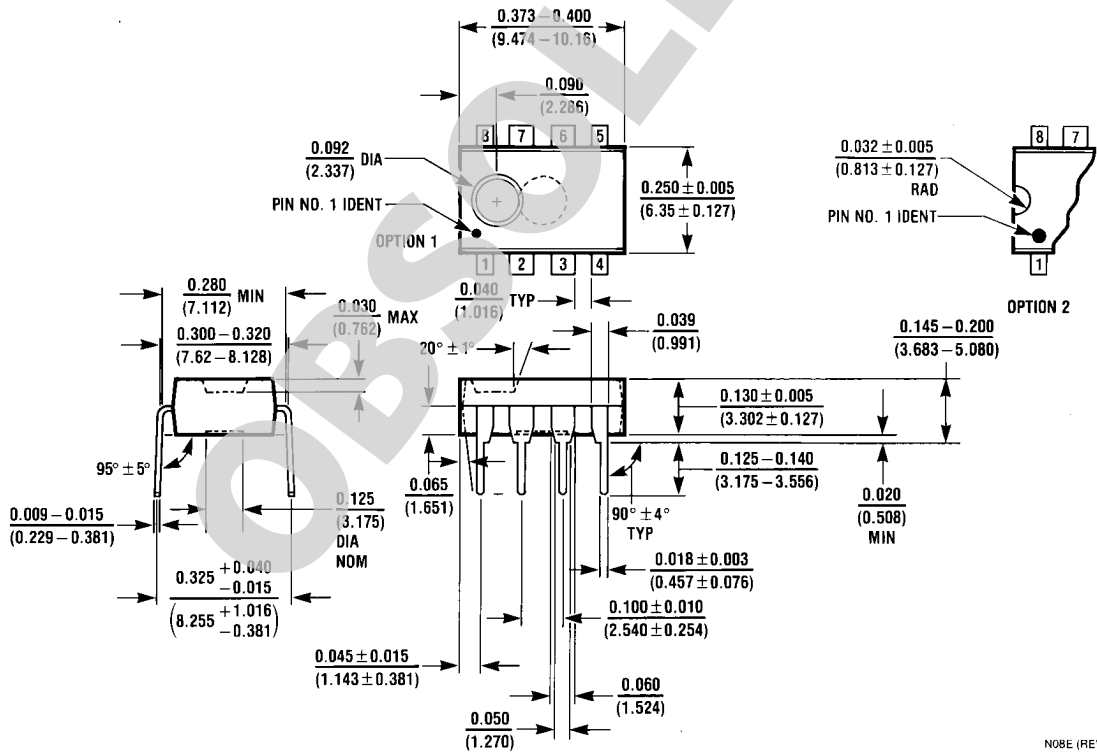 0.373 – 0.400
(9.474 – 10.16)
0.090
(2.286)
8 7 6 5
0.092 DIA
(2.337)
PIN NO. 1 IDENT
OPTION 1
0.250 ± 0.005
(6.35 ± 0.127)
1 2 3 4
0.032 ± 0.005
(0.813 ± 0.127)
RAD
PIN NO. 1 IDENT
8 7
1
OPTION 2
0.280 MIN
(7.112)
0.300 – 0.320
(7.62 – 8.128)
0.030 MAX
(0.762)
0.040 TYP
(1.016)
20° ± 1°
0.039
(0.991)
0.145 – 0.200
(3.683 – 5.080)
0.130 ± 0.005
(3.302 ± 0.127)
95° ± 5°
0.065
(1.651)
0.125 – 0.140
(3.175 – 3.556)
0.020
(0.508)
MIN
90° ± 4°
TYP
0.009 – 0.015
(0.229 – 0.381)
0.125
(3.175)
DIA
NOM
0.325 +0.040
–0.015
(8.255 +1.016
–0.381)
0.018 ± 0.003
(0.457 ± 0.076)
0.100 ± 0.010
(2.540 ± 0.254)
0.045 ± 0.015
(1.143 ± 0.381)
0.060
(1.524)
0.050
(1.270)
N08E (RE
OBSOL